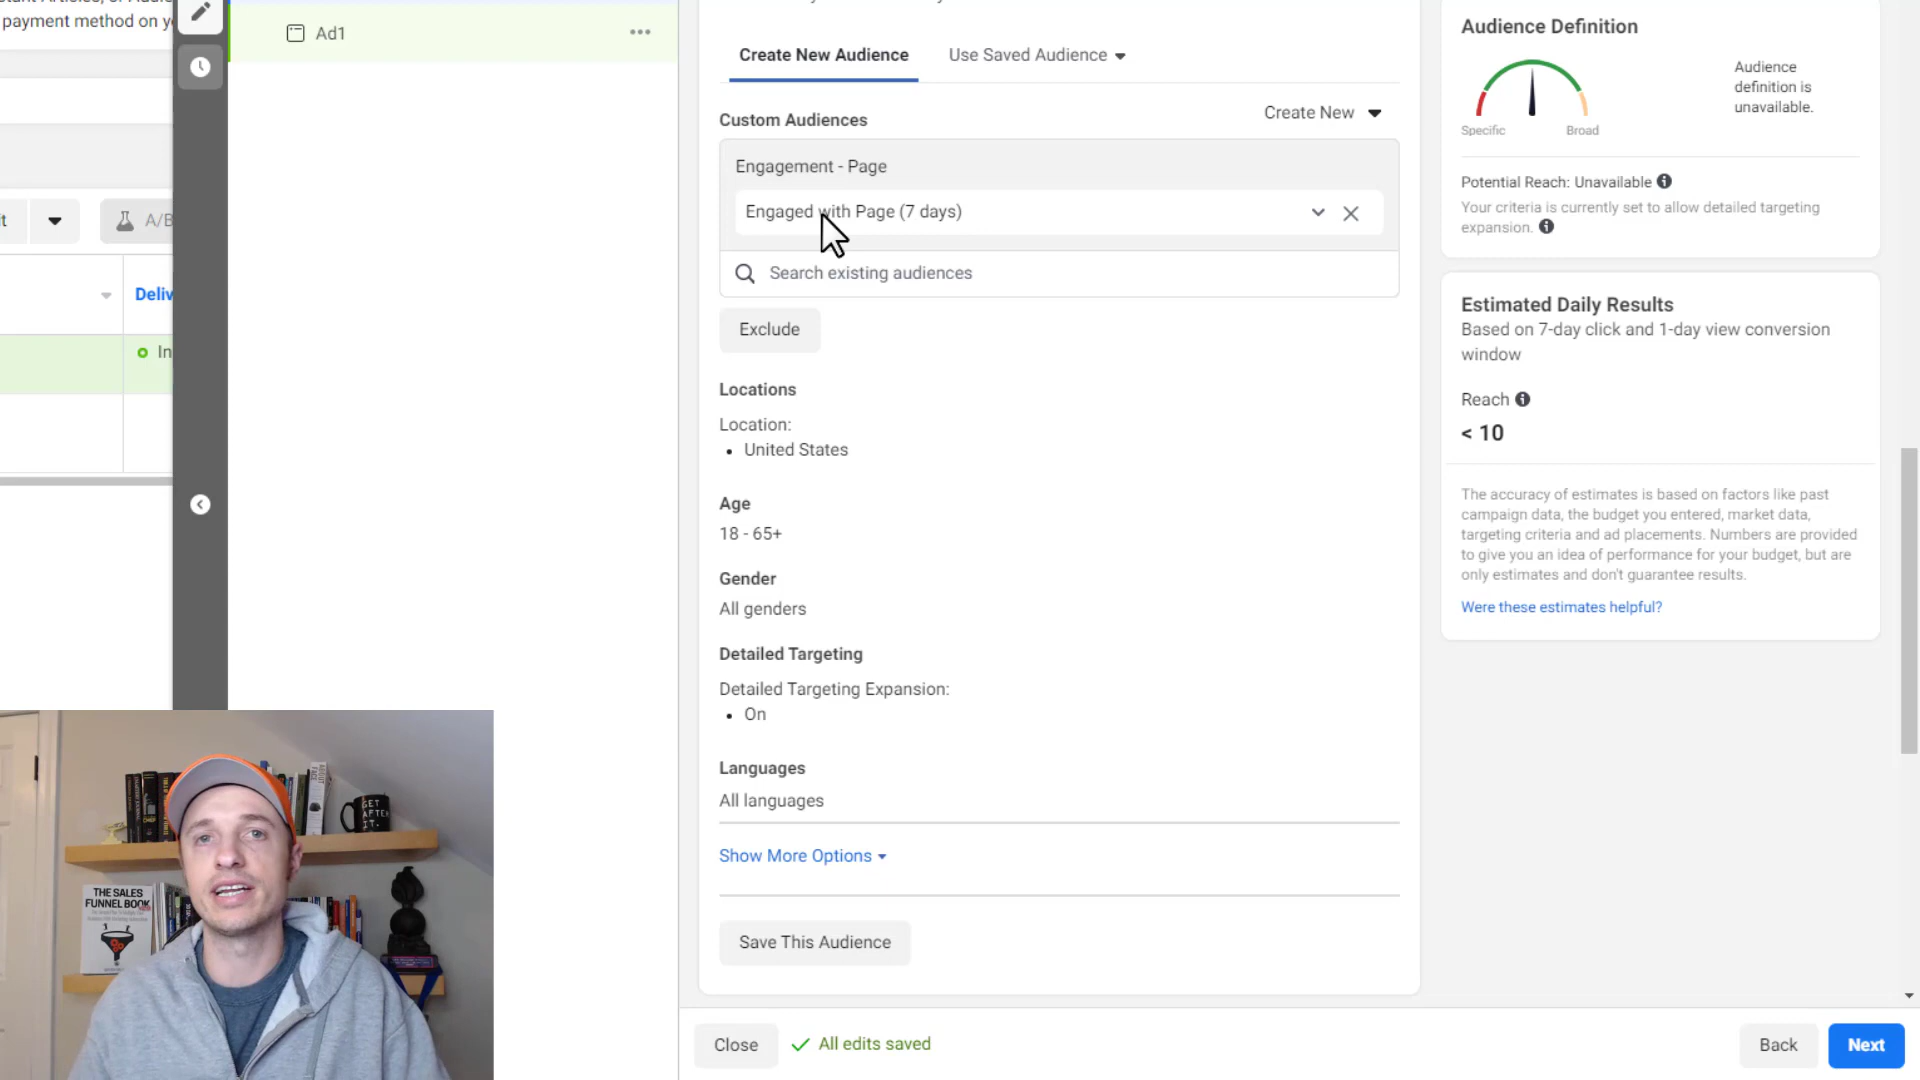 payment method on y
Ad1
A/B
Deliv
In
Create New Audience
Use Saved Audience
Custom Audiences
Create New
Engagement - Page
Engaged with Page (7 days)
Search existing audiences
Exclude
Locations
Location:
• United States
Age
18 - 65+
Gender
All genders
Detailed Targeting
Detailed Targeting Expansion:
• On
Languages
All languages
Show More Options
Save This Audience
Close
All edits saved
Back
Next
Audience Definition
Audience
definition is
unavailable.
Specific
Broad
Potential Reach: Unavailable
Your criteria is currently set to allow detailed targeting
expansion.
Estimated Daily Results
Based on 7-day click and 1-day view conversion
window
Reach
< 10
The accuracy of estimates is based on factors like past
campaign data, the budget you entered, market data,
targeting criteria and ad placements. Numbers are provided
to give you an idea of performance for your budget, but are
only estimates and don't guarantee results.
Were these estimates helpful?
GET
AFTER
IT.
THE SALES
FUNNEL BOOK